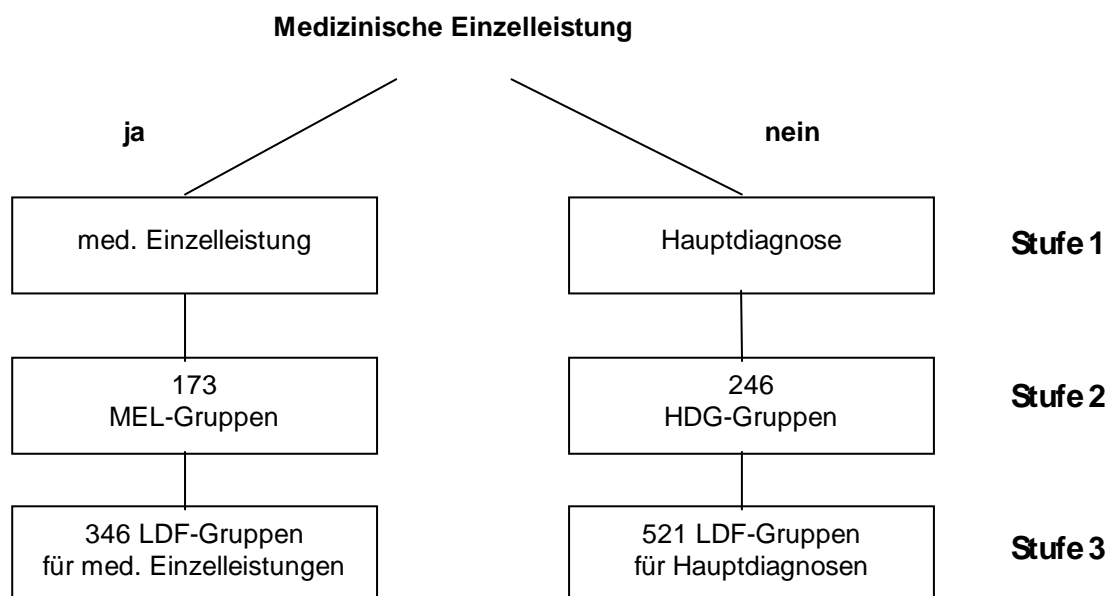 Medizinische Einzelleistung
ja
nein
med. Einzelleistung
Hauptdiagnose
Stufe 1
173
MEL-Gruppen
246
HDG-Gruppen
Stufe 2
346 LDF-Gruppen
für med. Einzelleistungen
521 LDF-Gruppen
für Hauptdiagnosen
Stufe 3